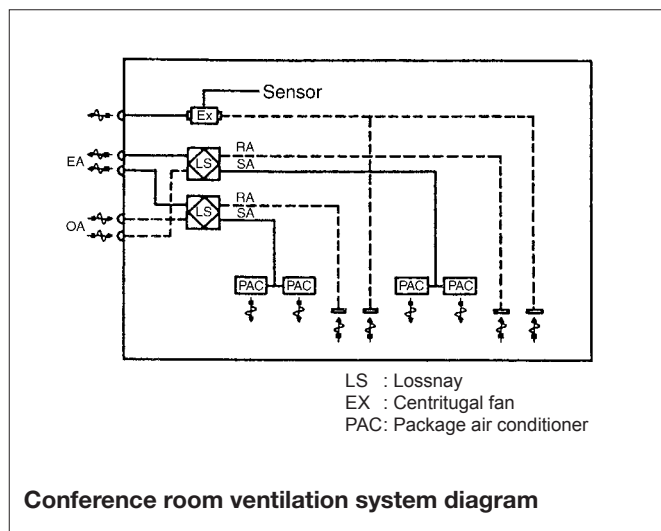 Sensor
Ex
EA
RA
SA
LS
RA
SA
LS
OA
PAC PAC PAC PAC
LS : Lossnay
EX : Centritugal fan
PAC: Package air conditioner
Conference room ventilation system diagram